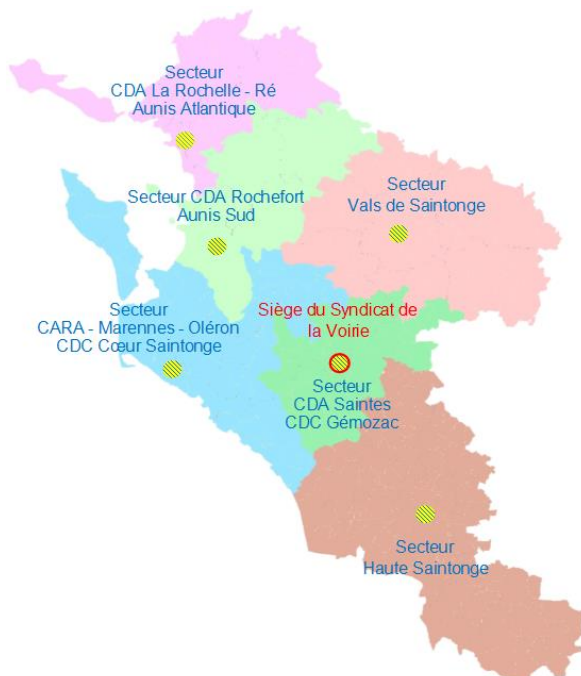 Secteur
CDA La Rochelle - Ré
Aunis Atlantique
Secteur CDA Rochefort
Aunis Sud
Secteur
Vals de Saintonge
Secteur
CARA - Marennes - Oléron
CDC Cœur Saintonge
Siège du Syndicat de
la Voirie
Secteur
CDA Saintes
CDC Gémozac
Secteur
Haute Saintonge